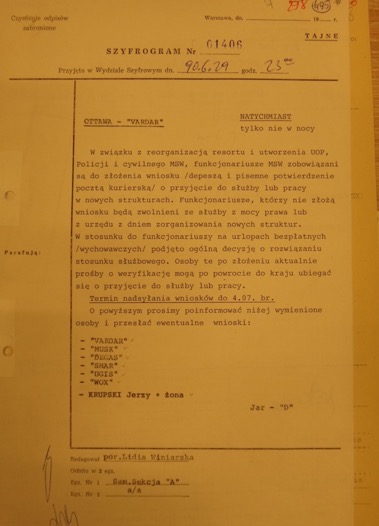 Czynienie odpisów
zabronione
Warszawa, dn. 19 r.
TAJNE
SZYFROGRAM Nr 01406
Przyjęto w Wydziale Szyfrowym dn. 90.6.29 godz. 23
OTTAWA - "VARDAR"
NATYCHMIAST
tylko nie w nocy
W związku z reorganizacją resortu i utworzenia UOP,
Policji i cywilnego MSW, funkcjonariusze MSW zobowiązani
są do złożenia wniosku /depeszą i pisemne potwierdzenie
pocztą kurierską/ o przyjęcie do służby lub pracy
w nowych strukturach. Funkcjonariusze, którzy nie złożą
wniosku będą zwolnieni ze służby z mocy prawa lub
z urzędu z dniem zorganizowania nowych struktur.
W stosunku do funkcjonariuszy na urlopach bezpłatnych
/wychowawczych/ podjęto ogólną decyzję o rozwiązaniu
stosunku służbowego. Osoby te po złożeniu aktualnie
prośby o weryfikację mogą po powrocie do kraju ubiegać
się o przyjęcie do służby lub pracy.
Termin nadsyłania wniosków do 4.07. br.
O powyższym prosimy poinformować niżej wymienione
osoby i przesłać ewentualne wnioski:
Parafują:
- "VARDAR"
- "MUSK"
- "DEGAS"
- "SHAR"
- "UGIS"
- "WOX"
- KRUPSKI Jerzy + żona
Jar - "D"
Redagował por.Lidia Winiarska
Odbito w 2 egz.
Egz. Nr 1 Sam.Sekcja "A"
Egz. Nr 2 a/a